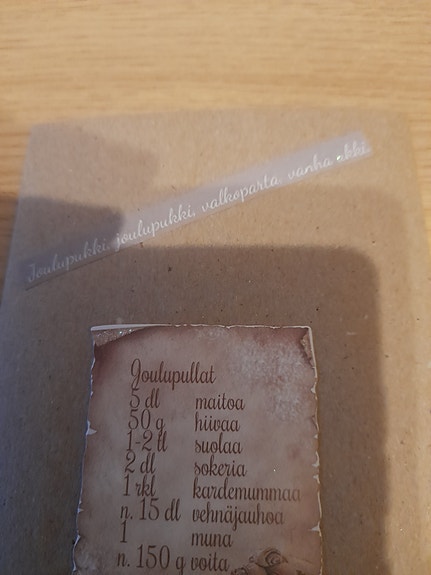 Joulupukki, joulupukki, valkoparta vanha ukki.
Joulupullat
5 dl maitoa
50 g hiivaa
1-2 tl suolaa
2 dl sokeria
1 rkl kardemummaa
n. 15 dl vehnäjauhoa
1 muna
n. 150 g voita